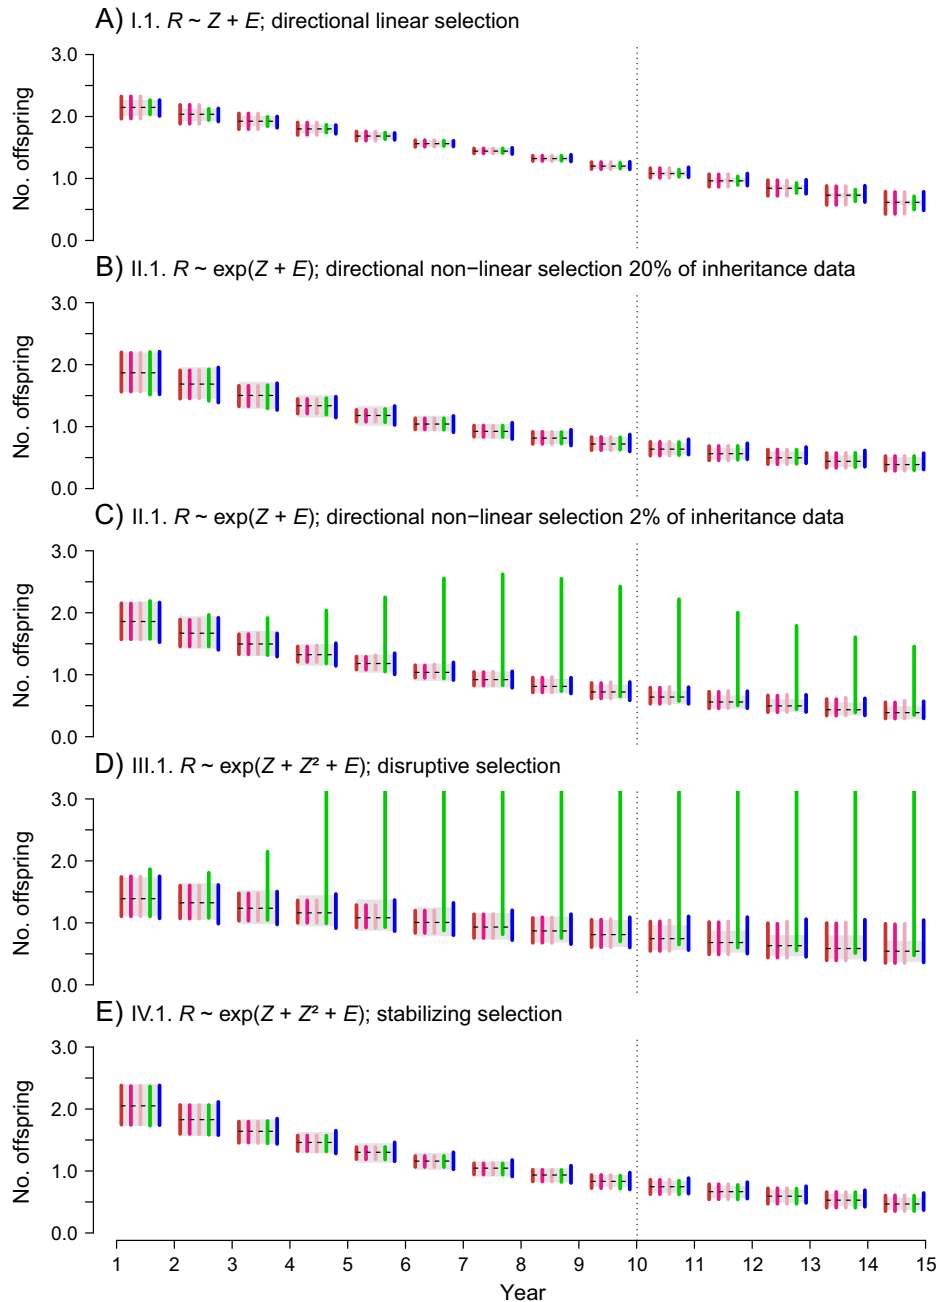 A) I.1. R ~ Z + E; directional linear selection
3.0
2.0
1.0
0.0
No. offspring
B) II.1. R ~ exp(Z + E); directional non−linear selection 20% of inheritance data
3.0
2.0
1.0
0.0
No. offspring
C) II.1. R ~ exp(Z + E); directional non−linear selection 2% of inheritance data
3.0
2.0
1.0
0.0
No. offspring
D) III.1. R ~ exp(Z + Z² + E); disruptive selection
3.0
2.0
1.0
0.0
No. offspring
E) IV.1. R ~ exp(Z + Z² + E); stabilizing selection
3.0
2.0
1.0
0.0
No. offspring
1 2 3 4 5 6 7 8 9 10 11 12 13 14 15
Year